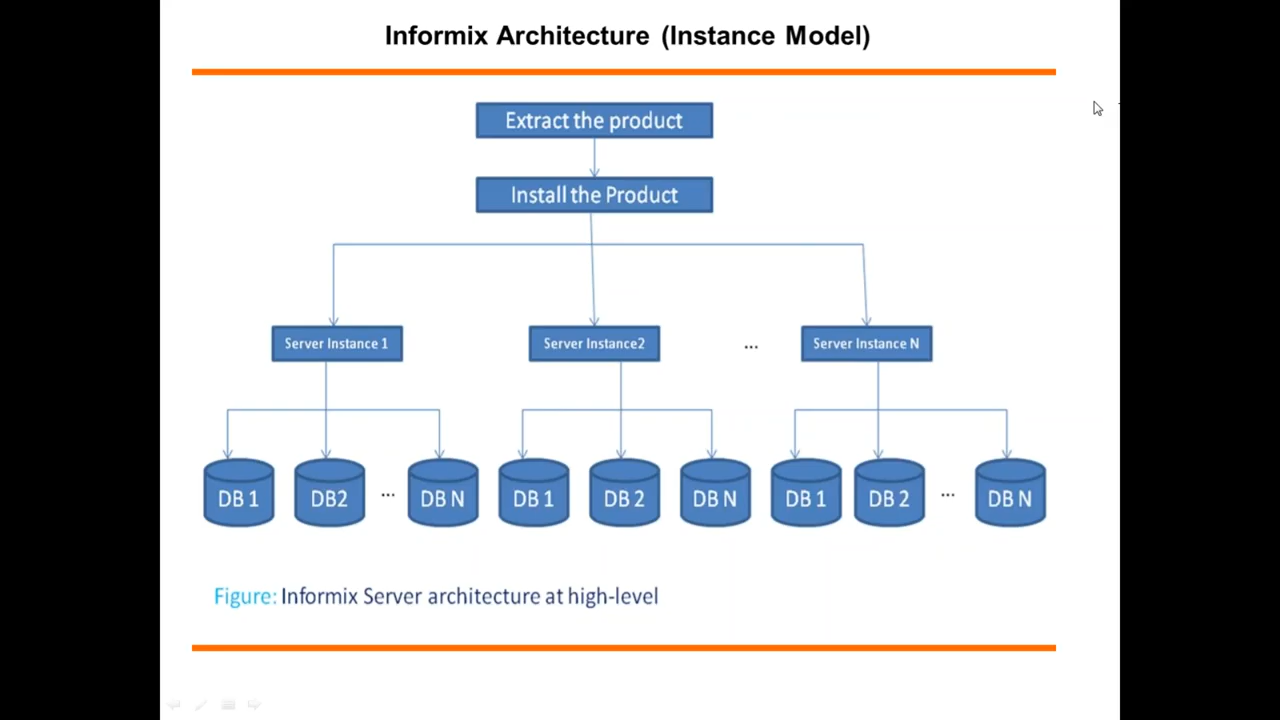 Informix Architecture (Instance Model)
Extract the product
Install the Product
Server Instance 1
Server Instance2
...
Server Instance N
DB 1
DB2
...
DB N
DB 1
DB 2
DB N
DB 1
DB 2
...
DB N
Figure: Informix Server architecture at high-level